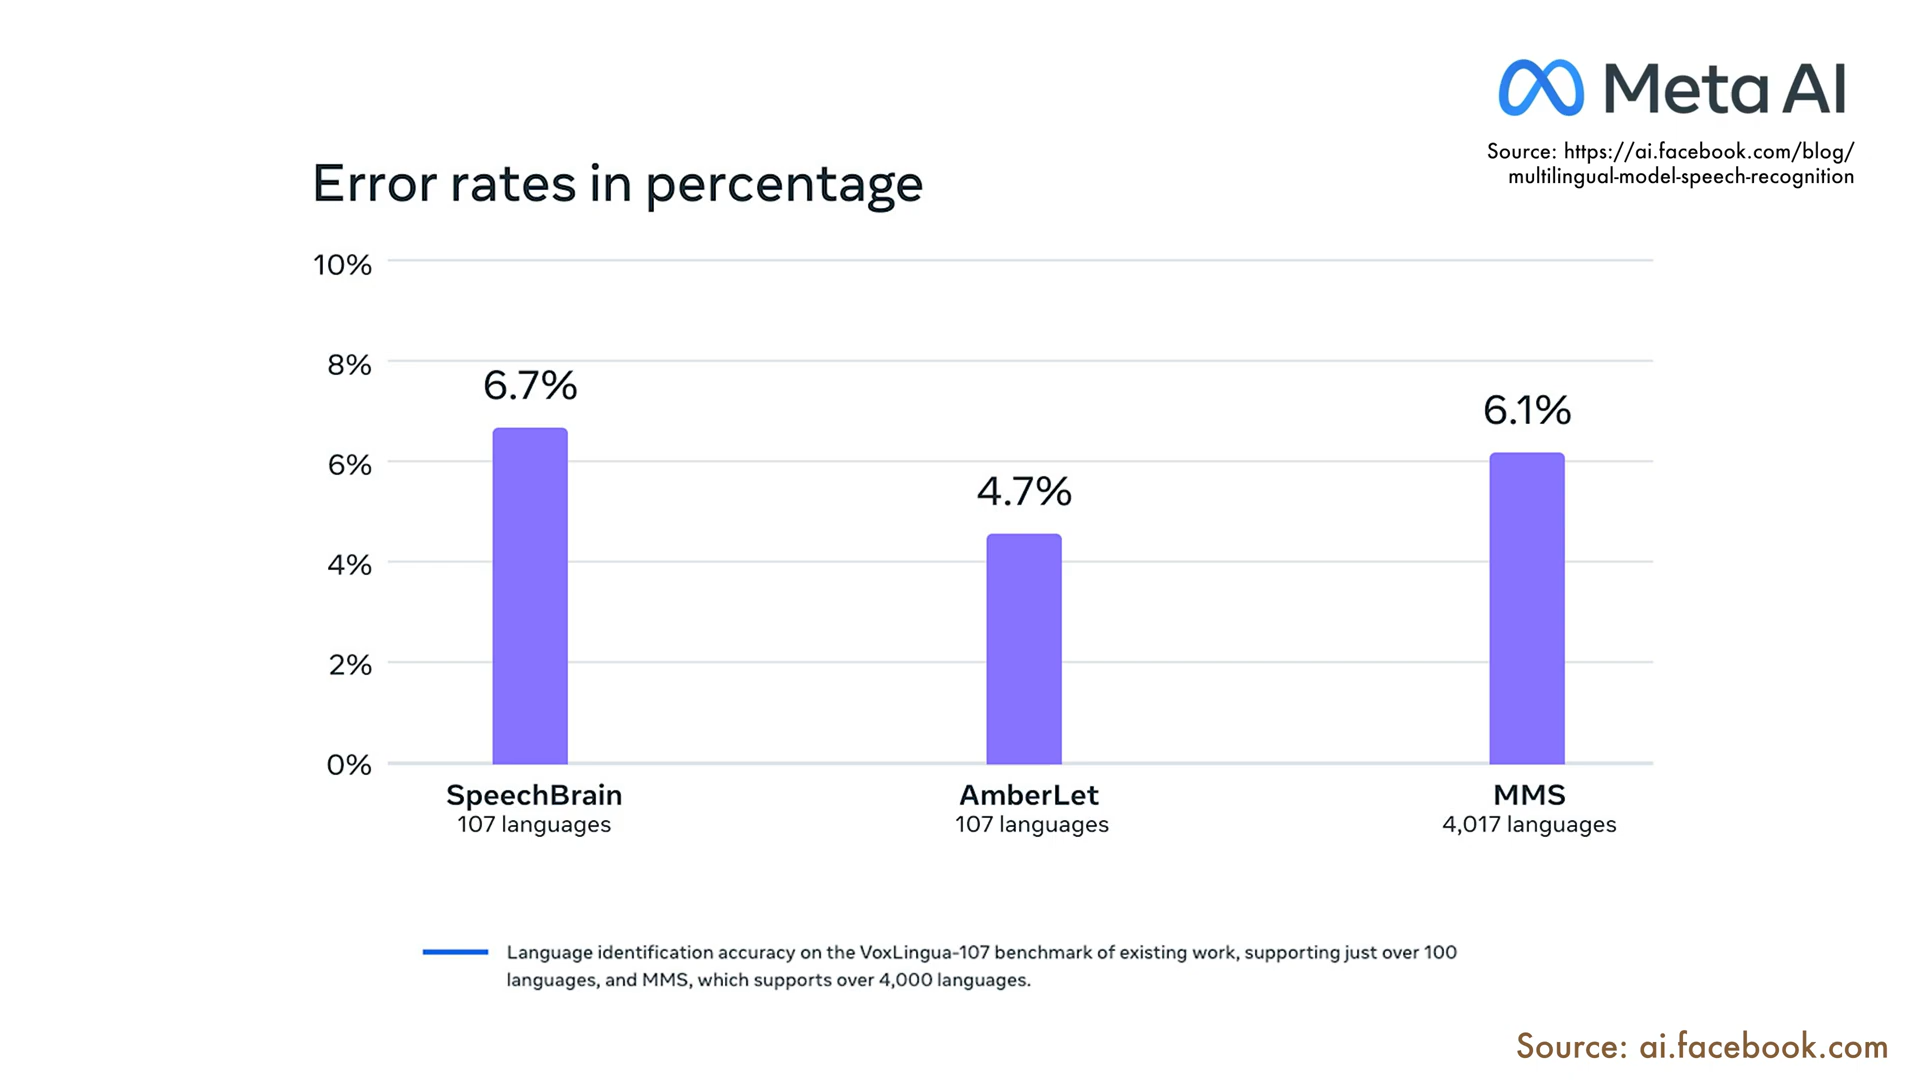 Meta AI
Source: https://ai.facebook.com/blog/
multilingual-model-speech-recognition
Error rates in percentage
10%
8%
6%
4%
2%
0%
6.7%
4.7%
6.1%
SpeechBrain
107 languages
AmberLet
107 languages
MMS
4,017 languages
Language identification accuracy on the VoxLingua-107 benchmark of existing work, supporting just over 100
languages, and MMS, which supports over 4,000 languages.
Source: ai.facebook.com